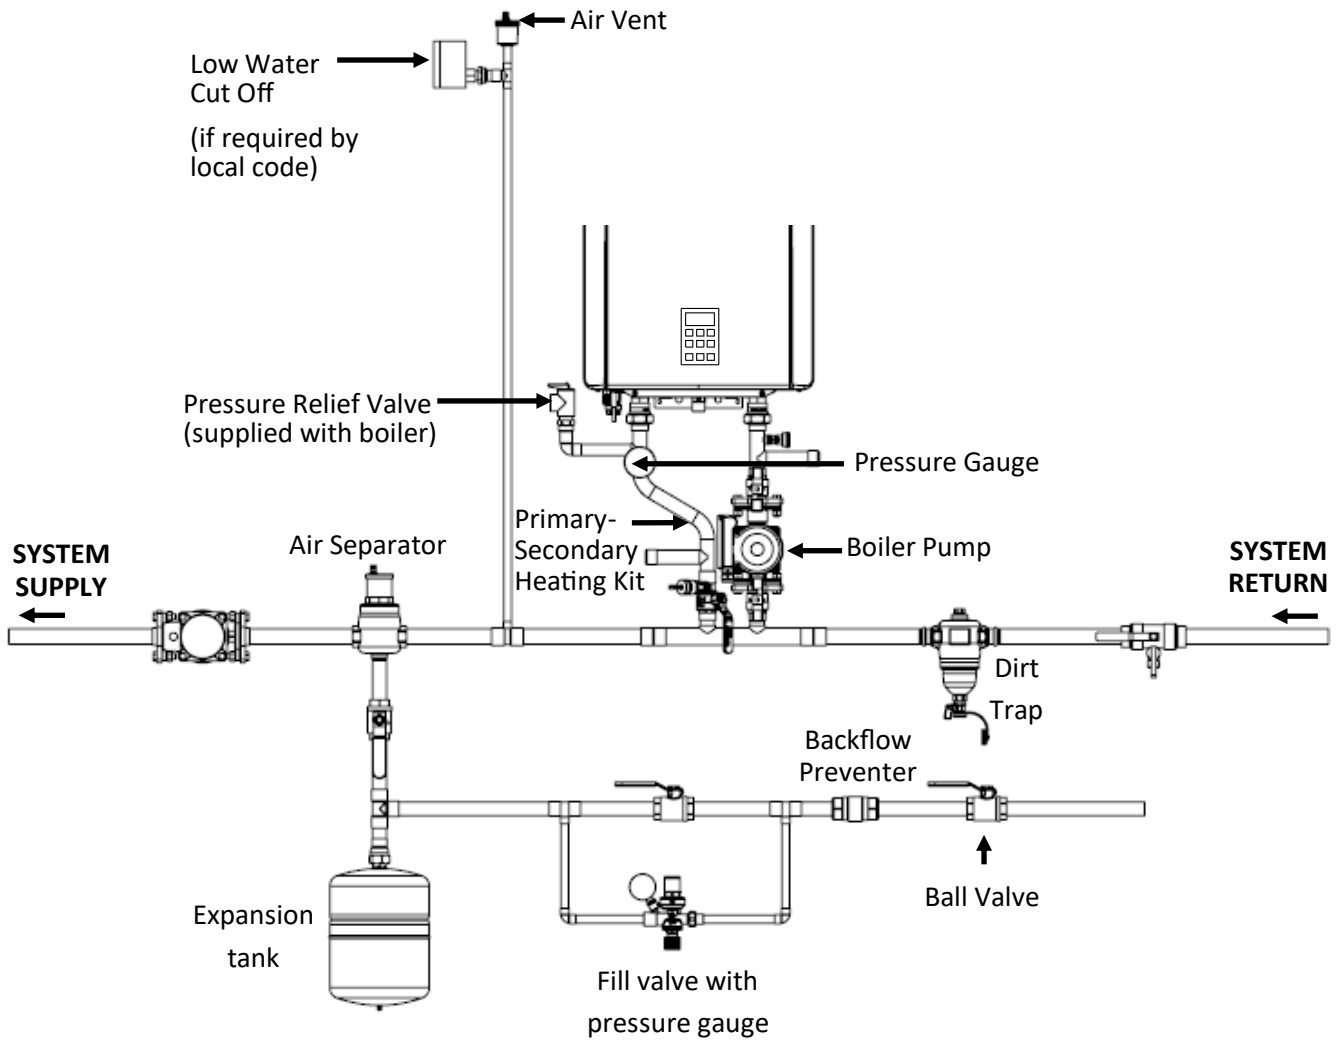 Air Vent
Low Water
Cut Off
(if required by
local code)
Pressure Relief Valve
(supplied with boiler)
Pressure Gauge
Primary-
Secondary
Heating Kit
Boiler Pump
Air Separator
SYSTEM
SUPPLY
SYSTEM
RETURN
Dirt
Trap
Backflow
Preventer
Ball Valve
Expansion
tank
Fill valve with
pressure gauge